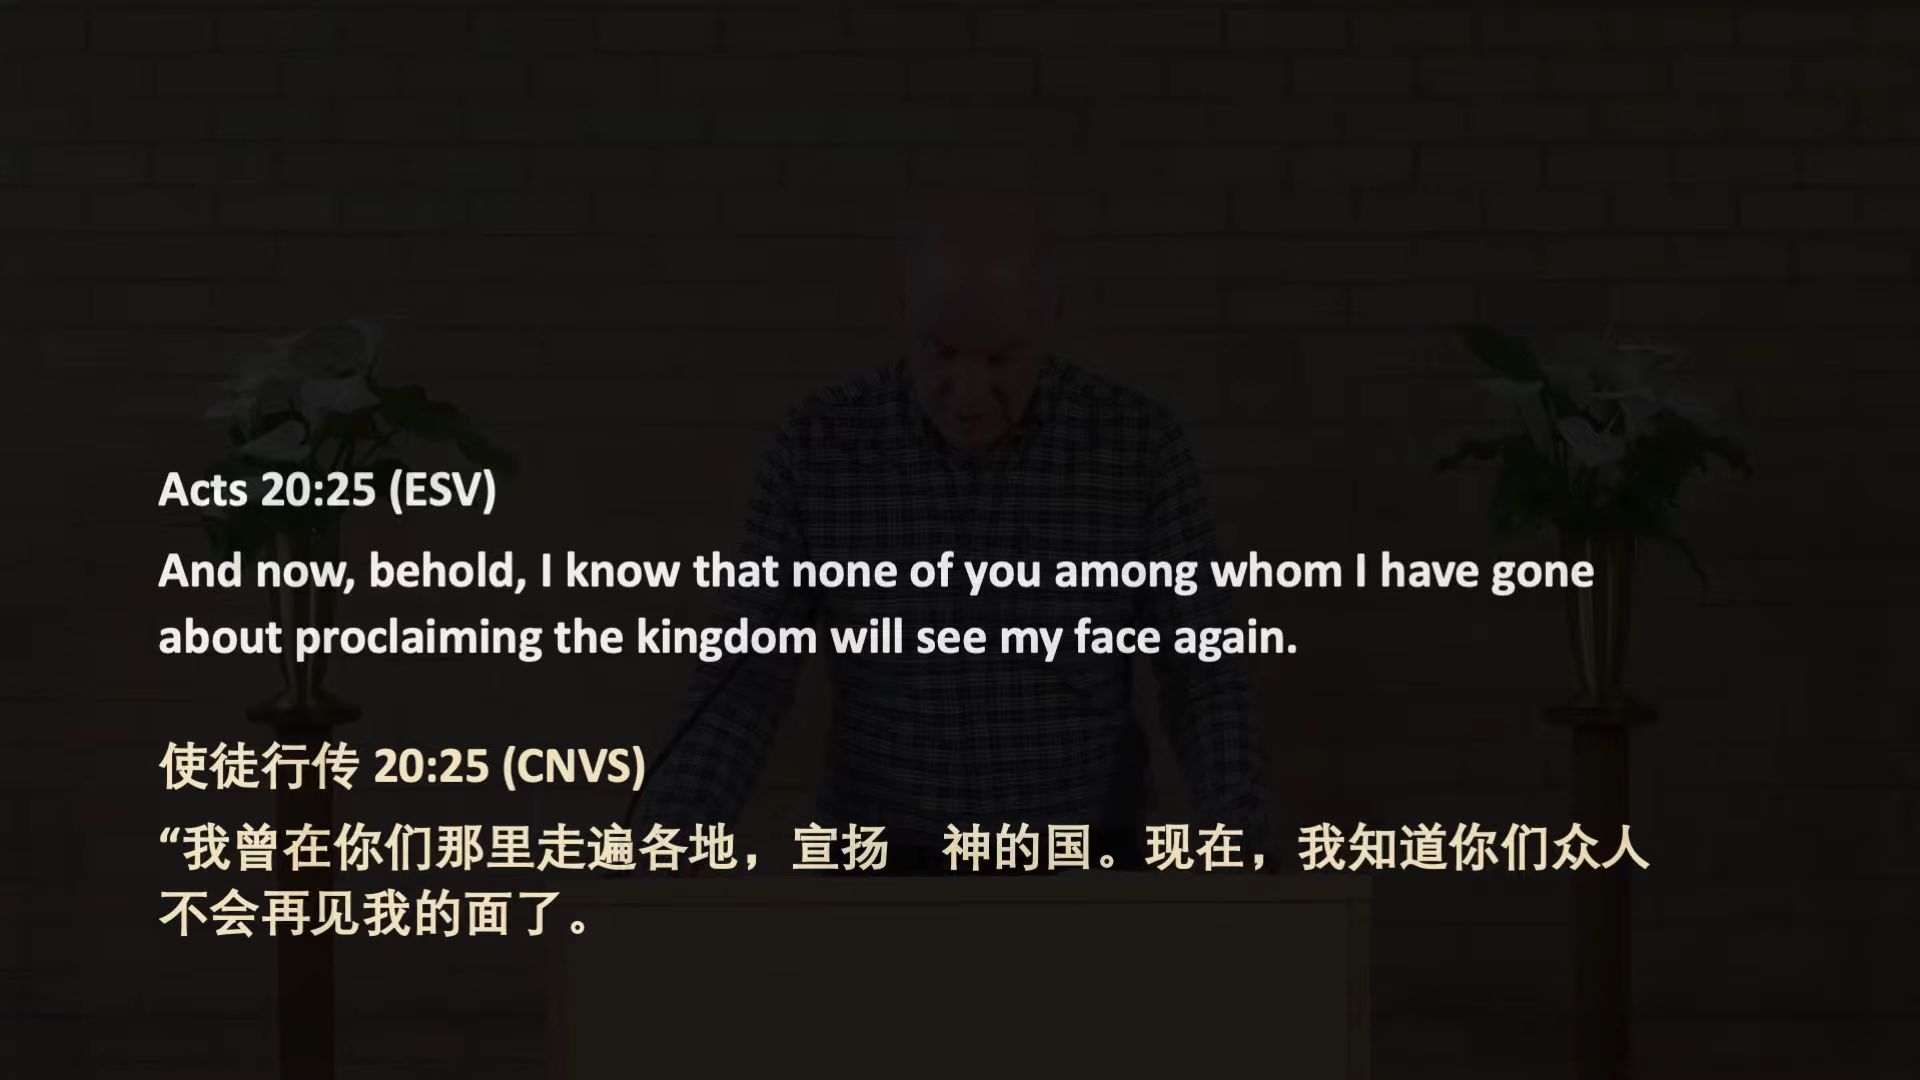 Acts 20:25 (ESV)
And now, behold, I know that none of you among whom I have gone
about proclaiming the kingdom will see my face again.
使徒行传 20:25 (CNVS)
“我曾在你们那里走遍各地，宣扬　神的国。现在，我知道你们众人
不会再见我的面了。